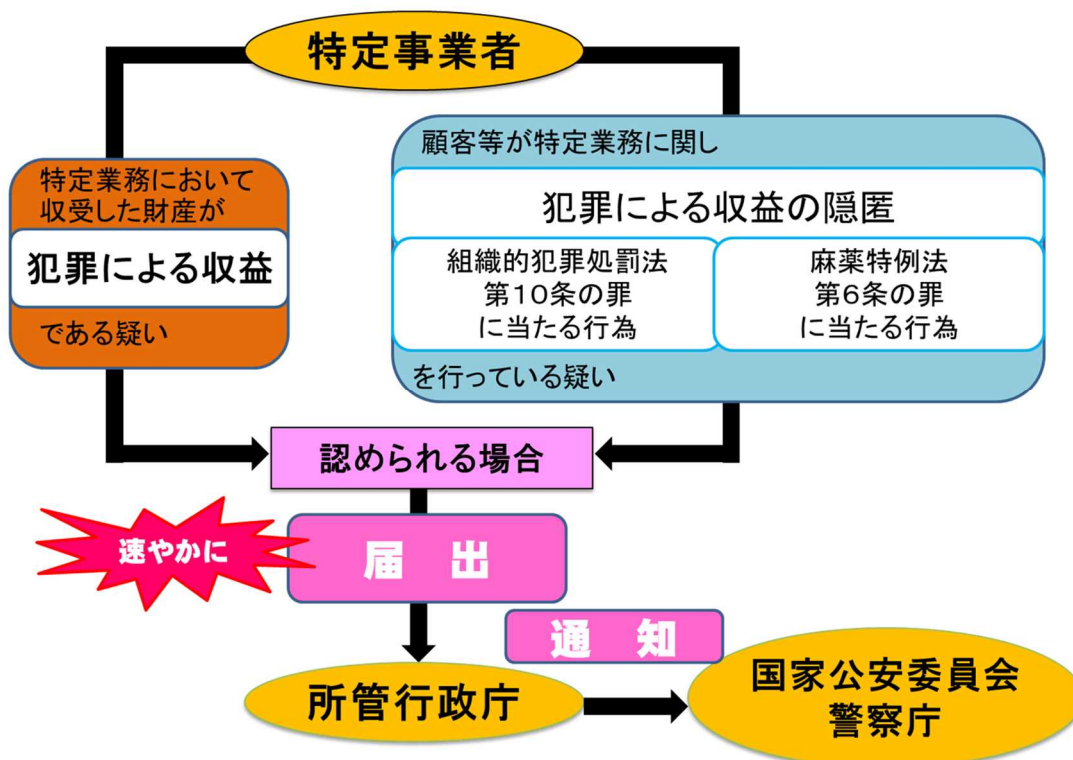 特定事業者
特定業務において
収受した財産が
犯罪による収益
である疑い
顧客等が特定業務に関し
犯罪による収益の隠匿
組織的犯罪処罰法
第10条の罪
に当たる行為
麻薬特例法
第6条の罪
に当たる行為
を行っている疑い
認められる場合
速やかに
届 出
通 知
所管行政庁
国家公安委員会
警察庁